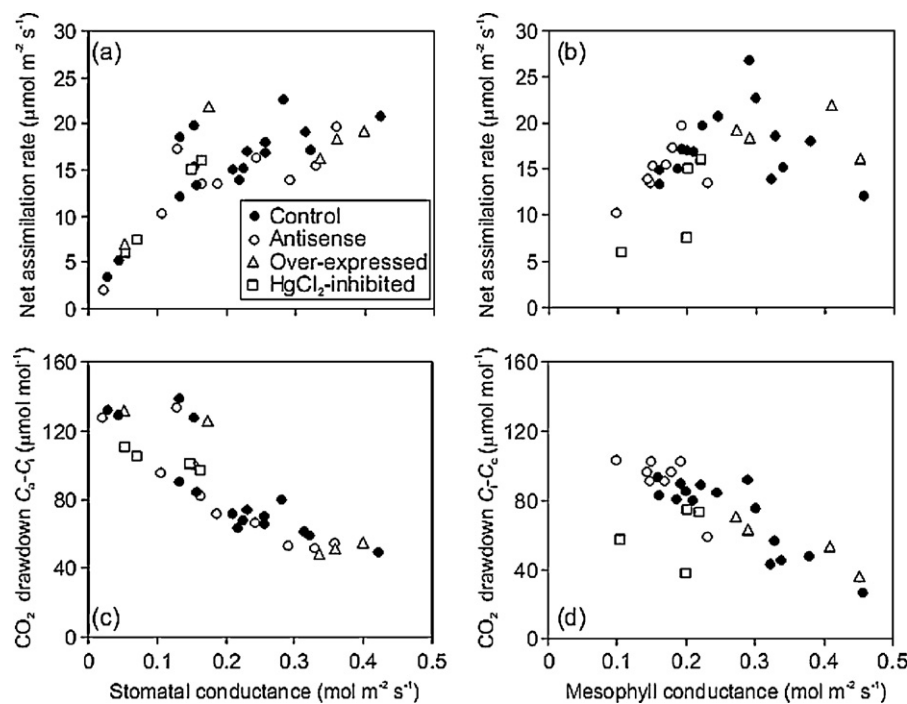 (a)
Net assimilation rate (μmol m⁻² s⁻¹)
30
25
20
15
10
5
0
Control
Antisense
Over-expressed
HgCl₂-inhibited
(b)
Net assimilation rate (μmol m⁻² s⁻¹)
30
25
20
15
10
5
0
(c)
CO₂ drawdown Cₐ-Cᵢ (μmol mol⁻¹)
160
120
80
40
0
0 0.1 0.2 0.3 0.4 0.5
Stomatal conductance (mol m⁻² s⁻¹)
(d)
CO₂ drawdown Cᵢ-C꜀ (μmol mol⁻¹)
160
120
80
40
0
0 0.1 0.2 0.3 0.4 0.5
Mesophyll conductance (mol m⁻² s⁻¹)